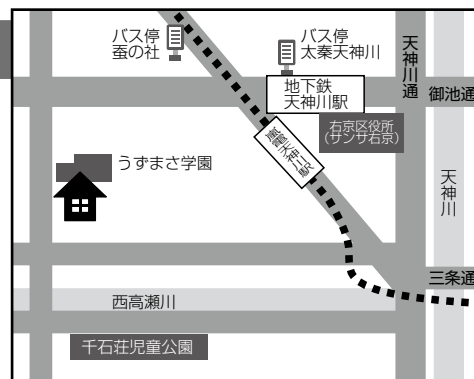 バス停
蚕の社
バス停
太秦天神川
天神川通
地下鉄
天神川駅
御池通
右京区役所
(サンサ右京)
嵐電天神川駅
うずまさ学園
天神川
三条通
西高瀬川
千石荘児童公園